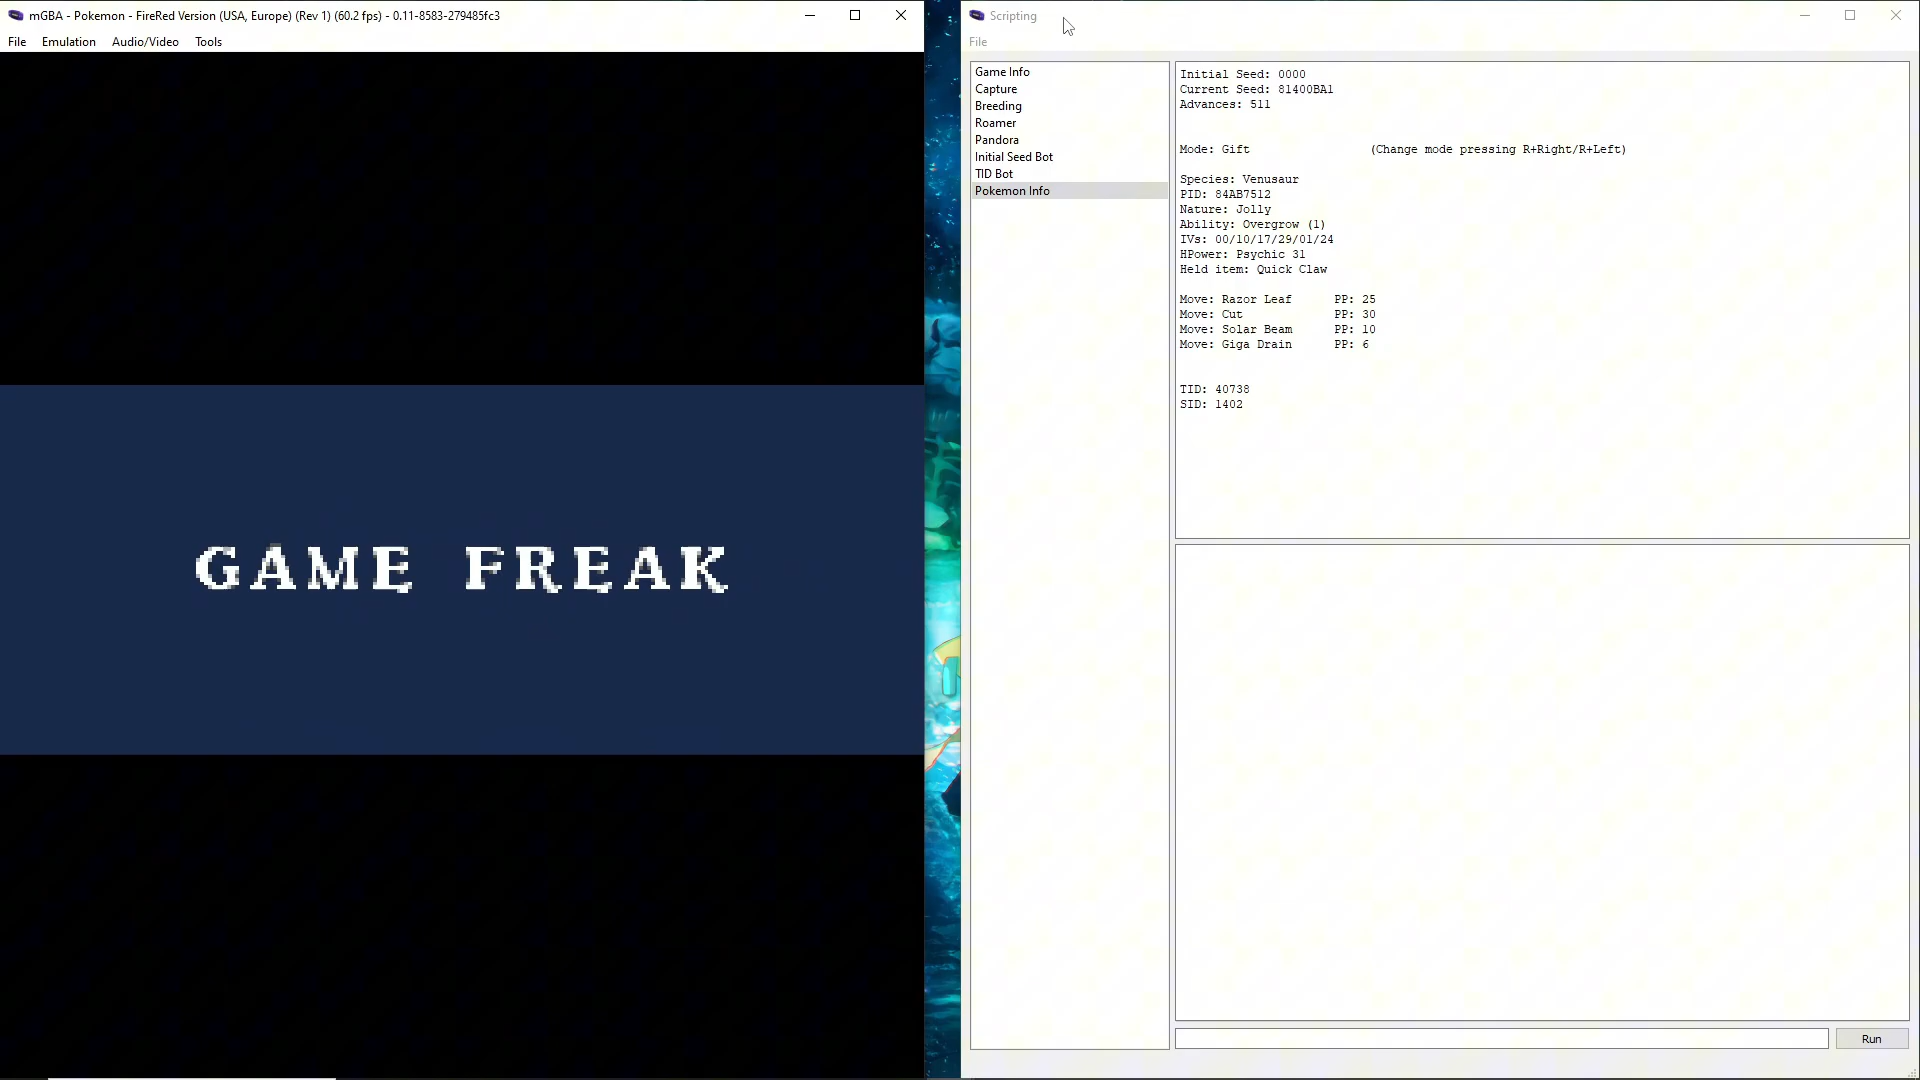 mGBA - Pokemon - FireRed Version (USA, Europe) (Rev 1) (60.2 fps) - 0.11-8583-279485fc3
File Emulation Audio/Video Tools
GAME FREAK
Scripting
File
Game Info
Capture
Breeding
Roamer
Pandora
Initial Seed Bot
TID Bot
Pokemon Info
Initial Seed: 0000
Current Seed: 81400BA1
Advances: 511
Mode: Gift (Change mode pressing R+Right/R+Left)
Species: Venusaur
PID: 84AB7512
Nature: Jolly
Ability: Overgrow (1)
IVs: 00/10/17/29/01/24
HPower: Psychic 31
Held item: Quick Claw
Move: Razor Leaf PP: 25
Move: Cut PP: 30
Move: Solar Beam PP: 10
Move: Giga Drain PP: 6
TID: 40738
SID: 1402
Run